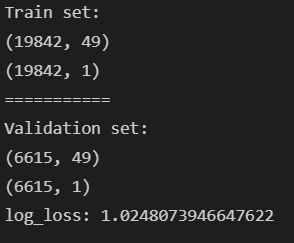 Train set:
(19842, 49)
(19842, 1)
===========
Validation set:
(6615, 49)
(6615, 1)
log_loss: 1.0248073946647622